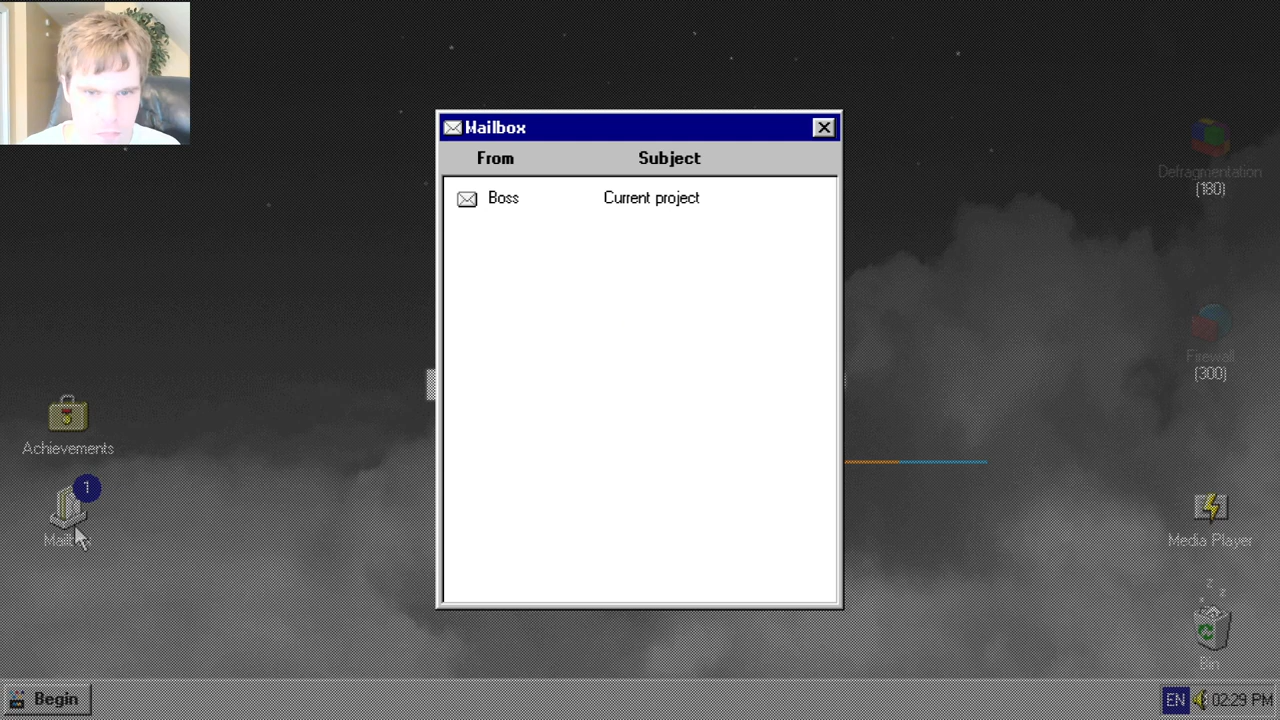 Mailbox
From Subject
Boss Current project
Defragmentation
(180)
Firewall
(300)
Achievements
1
Media Player
z
z
Bin
Begin
EN 02:29 PM